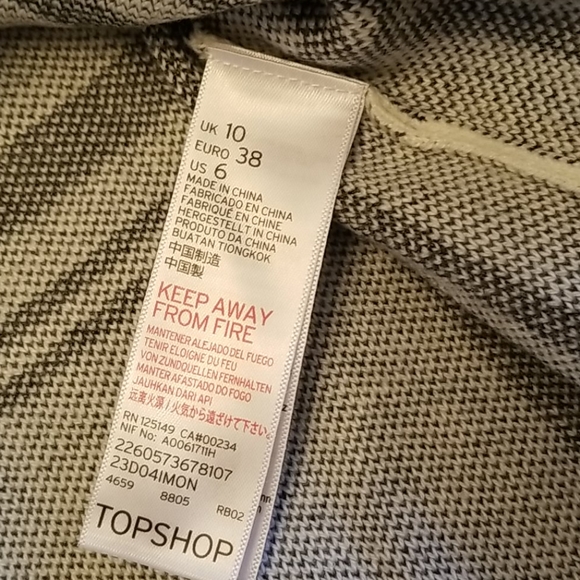 UK 10
EURO 38
US 6
MADE IN CHINA
FABRICADO EN CHINA
FABRIQUÉ EN CHINE
HERGESTELLT IN CHINA
PRODUTO DA CHINA
BUATAN TIONGKOK
中国制造
中国製
KEEP AWAY
FROM FIRE
MANTENER ALEJADO DEL FUEGO
TENIR ELOIGNE DU FEU
VON ZUNDQUELLEN FERNHALTEN
MANTER AFASTADO DO FOGO
JAUHKAN DARI API
远离火源 / 火気から遠ざけて下さい。
RN 125149 CA#00234
NIF No: A0061711H
2260573678107
23D04IMON
4659 8805 RB02
TOPSHOP